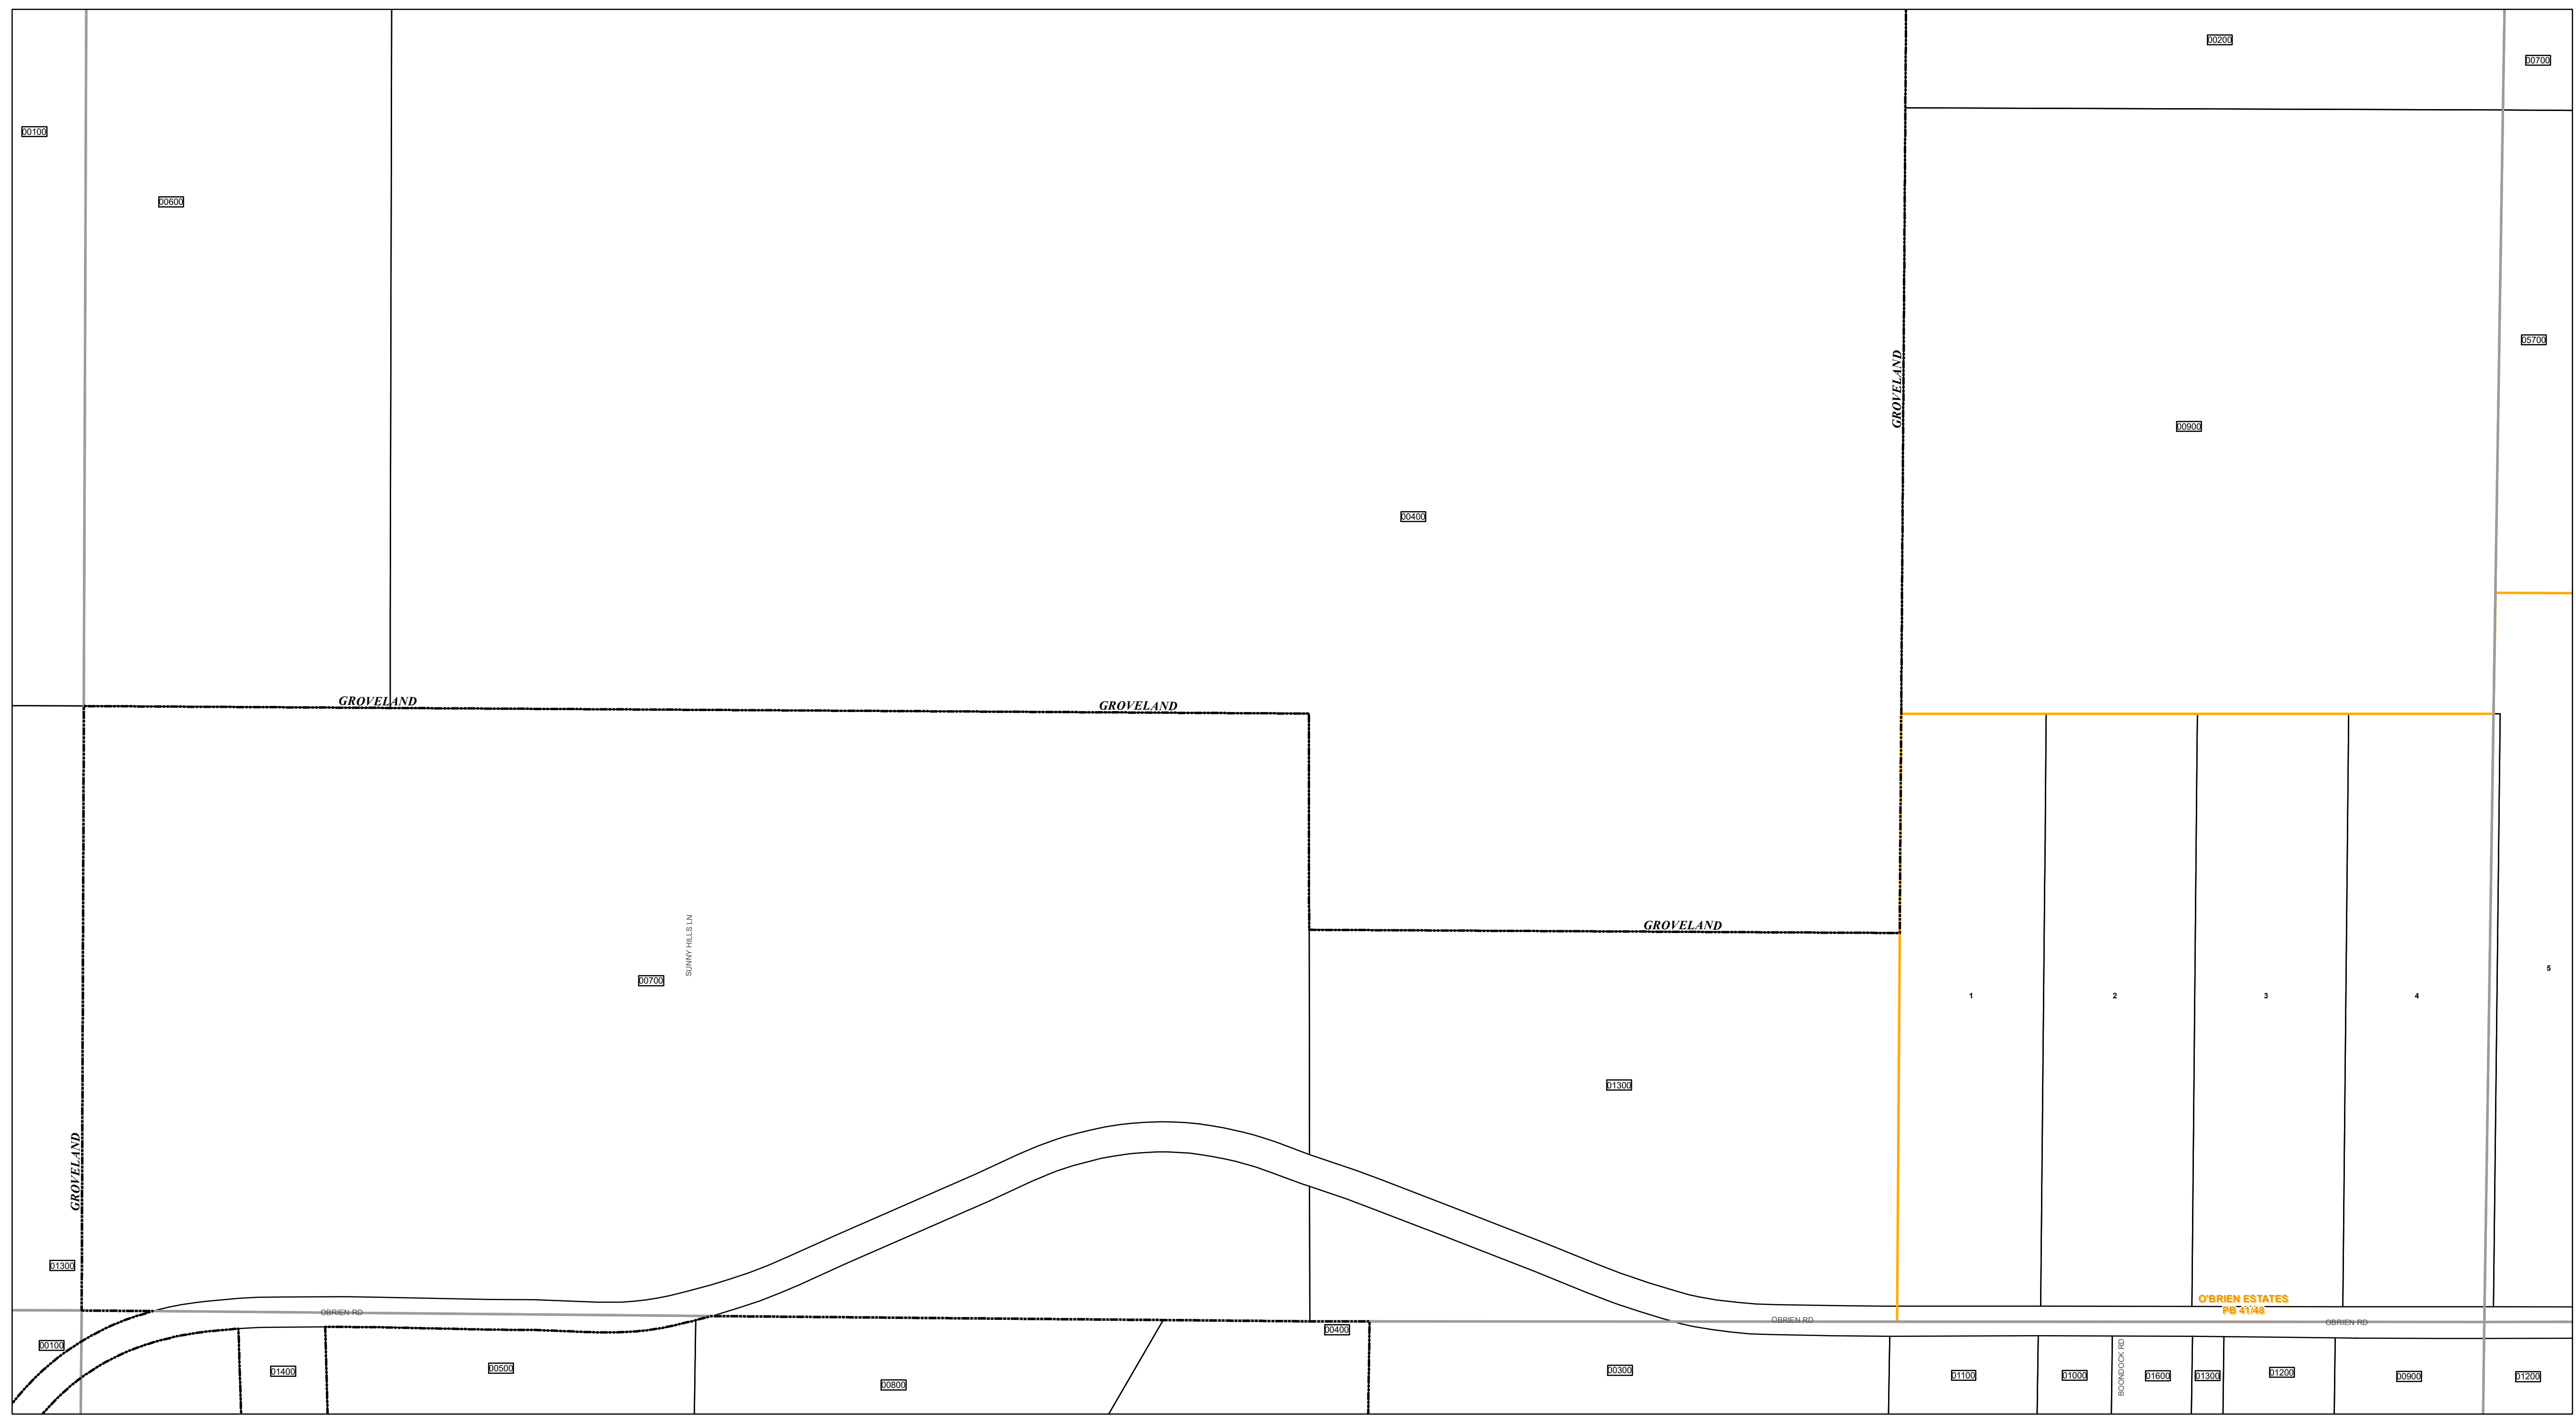 00200
00700
00100
00600
05700
GROVELAND
00900
00400
GROVELAND
GROVELAND
GROVELAND
SUNNY HILLS LN
00700
5
1
2
3
4
01300
GROVELAND
01300
O'BRIEN ESTATES
PB 41/48
OBRIEN RD
OBRIEN RD
OBRIEN RD
00400
00100
01400
00500
00800
00300
01100
01000
BOONDOCK RD
01600
01300
01200
00900
01200